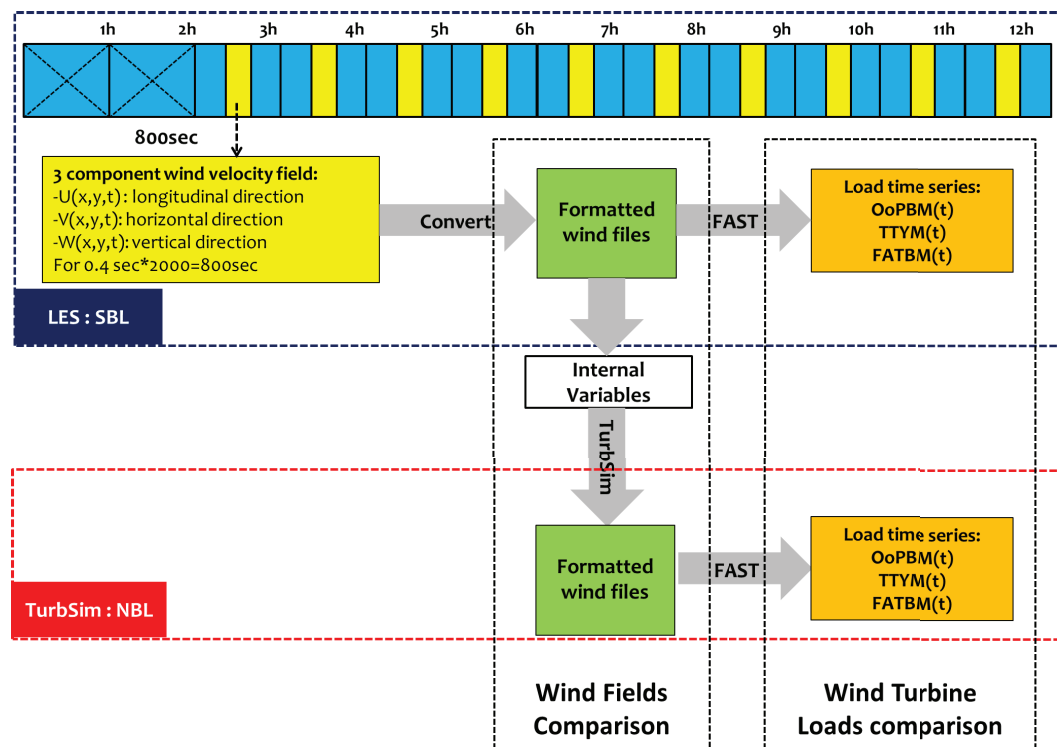 1h 2h 3h 4h 5h 6h 7h 8h 9h 10h 11h 12h
800sec
3 component wind velocity field:
-U(x,y,t): longitudinal direction
-V(x,y,t): horizontal direction
-W(x,y,t): vertical direction
For 0.4 sec*2000=800sec
Convert
Formatted
wind files
FAST
Load time series:
OoPBM(t)
TTYM(t)
FATBM(t)
LES : SBL
Internal
Variables
TurbSim
Formatted
wind files
FAST
Load time series:
OoPBM(t)
TTYM(t)
FATBM(t)
TurbSim : NBL
Wind Fields
Comparison
Wind Turbine
Loads comparison